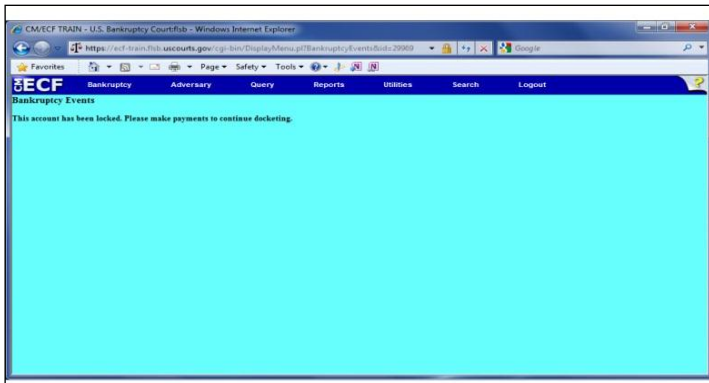 CM/ECF TRAIN - U.S. Bankruptcy Court:flsb - Windows Internet Explorer
https://ecf-train.flsb.uscourts.gov/cgi-bin/DisplayMenu.pl?BankruptcyEvents&id=29969
Google
Favorites Page Safety Tools
CM ECF Bankruptcy Adversary Query Reports Utilities Search Logout ?
Bankruptcy Events
This account has been locked. Please make payments to continue docketing.